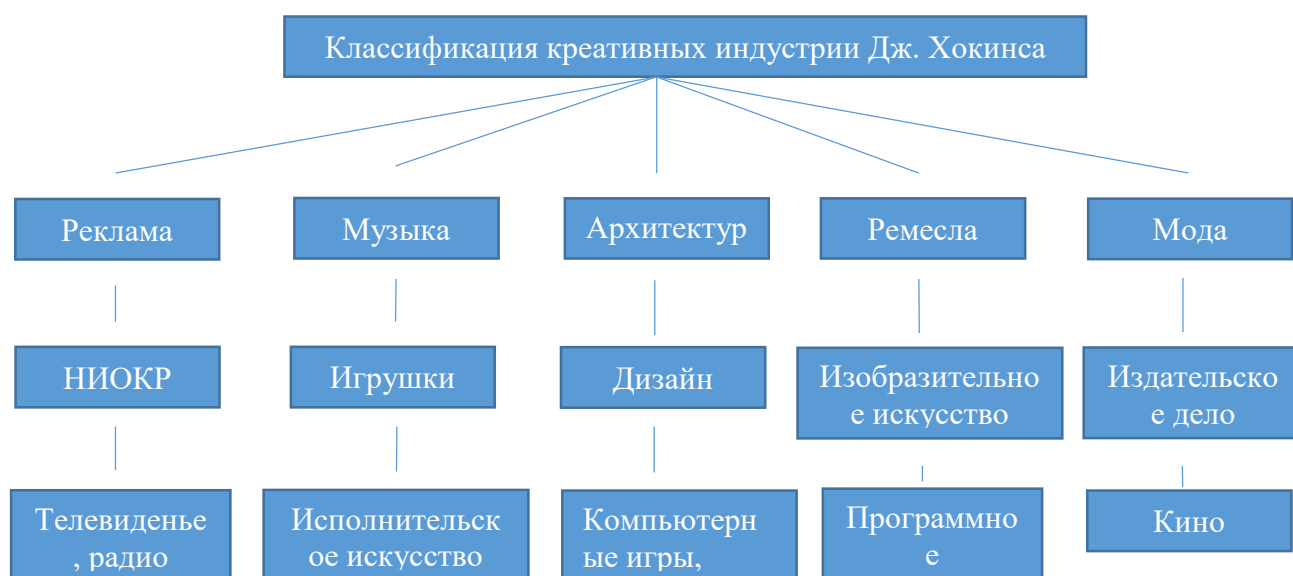 Классификация креативных индустрии Дж. Хокинса
Реклама
Музыка
Архитектур
Ремесла
Мода
НИОКР
Игрушки
Дизайн
Изобразительно
е искусство
Издательско
е дело
Телевиденье
, радио
Исполнительск
ое искусство
Компьютерн
ые игры,
Программно
е
Кино